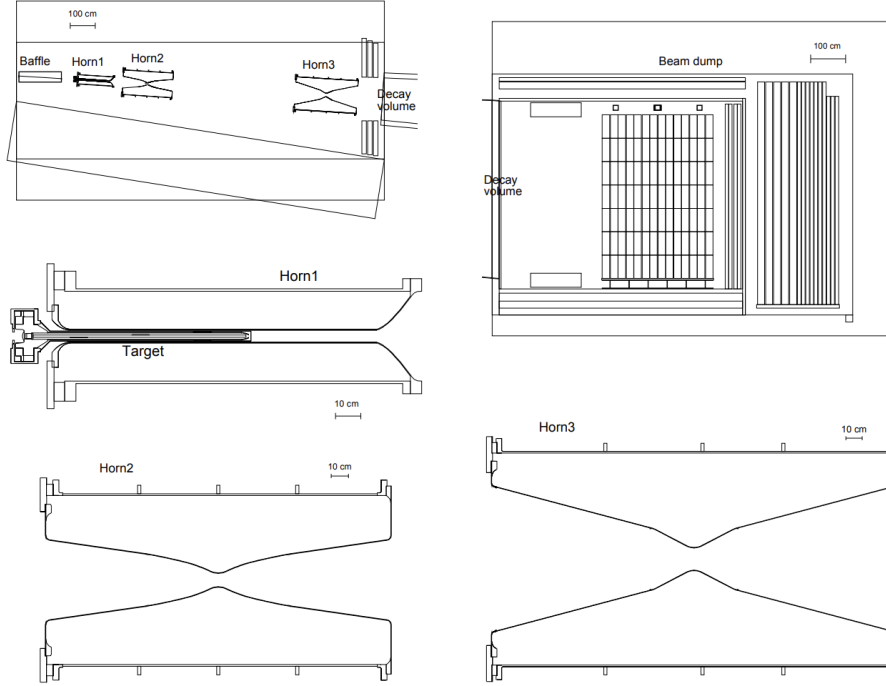 100 cm
Baffle
Horn1
Horn2
Horn3
Decay
volume
Beam dump
100 cm
Decay
volume
Horn1
Target
10 cm
Horn2
10 cm
Horn3
10 cm